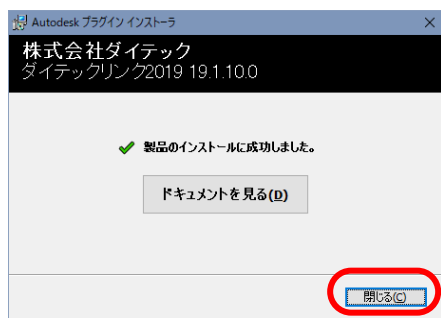 Autodesk プラグイン インストーラ
株式会社ダイテック
ダイテックリンク2019 19.1.10.0
製品のインストールに成功しました。
ドキュメントを見る(D)
閉じる(C)